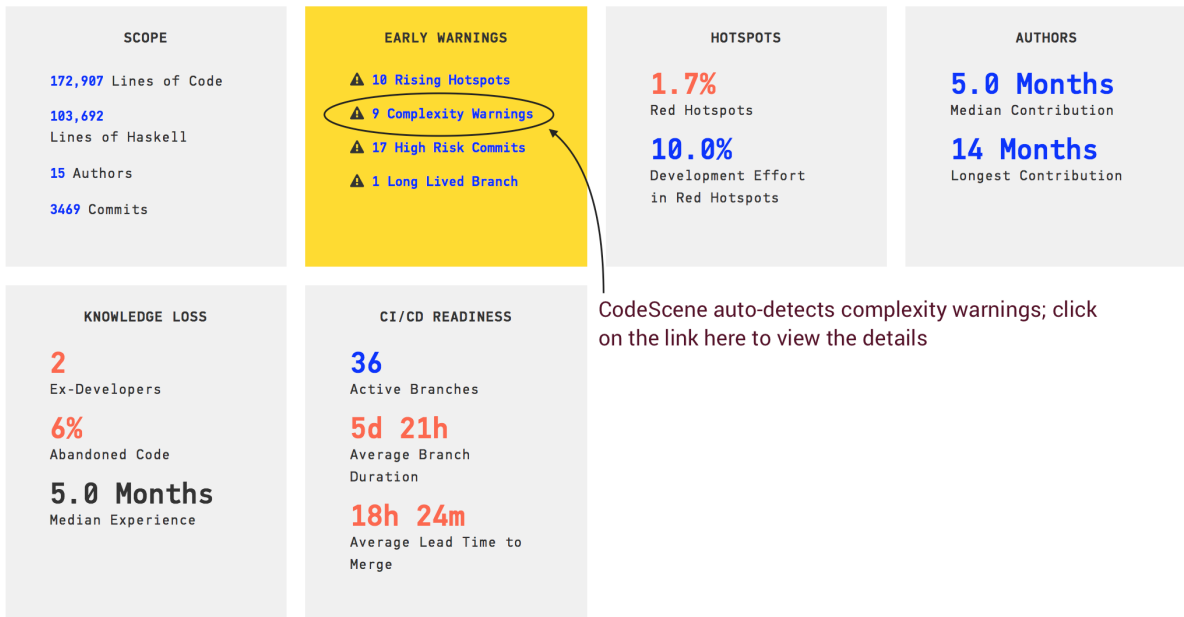 SCOPE
172,907 Lines of Code
103,692
Lines of Haskell
15 Authors
3469 Commits
EARLY WARNINGS
10 Rising Hotspots
9 Complexity Warnings
17 High Risk Commits
1 Long Lived Branch
HOTSPOTS
1.7%
Red Hotspots
10.0%
Development Effort
in Red Hotspots
AUTHORS
5.0 Months
Median Contribution
14 Months
Longest Contribution
KNOWLEDGE LOSS
2
Ex-Developers
6%
Abandoned Code
5.0 Months
Median Experience
CI/CD READINESS
36
Active Branches
5d 21h
Average Branch
Duration
18h 24m
Average Lead Time to
Merge
CodeScene auto-detects complexity warnings; click
on the link here to view the details